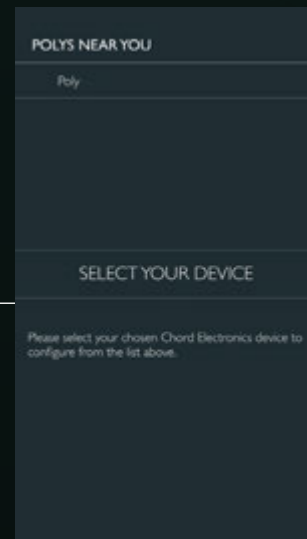 POLYS NEAR YOU
Poly
SELECT YOUR DEVICE
Please select your chosen Chord Electronics device to
configure from the list above.